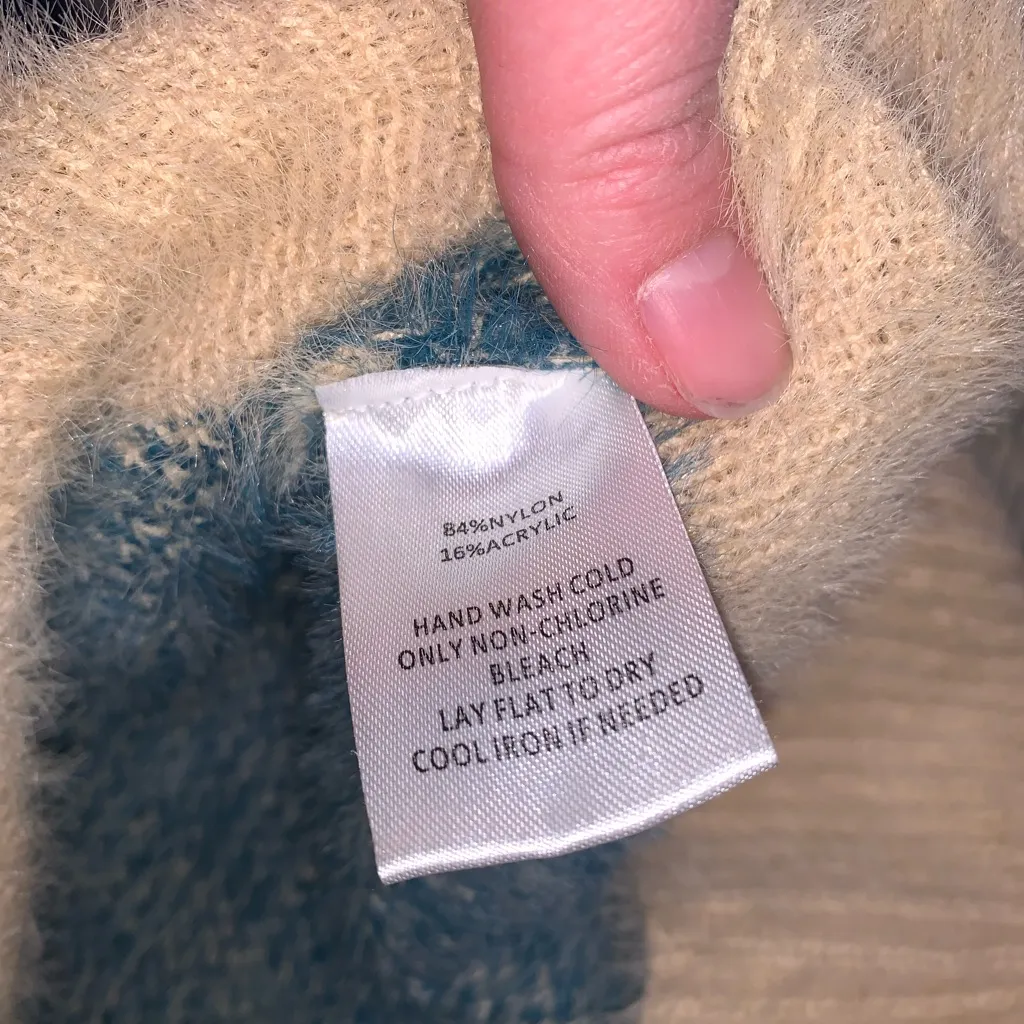 84%NYLON
16%ACRYLIC
HAND WASH COLD
ONLY NON-CHLORINE
BLEACH
LAY FLAT TO DRY
COOL IRON IF NEEDED